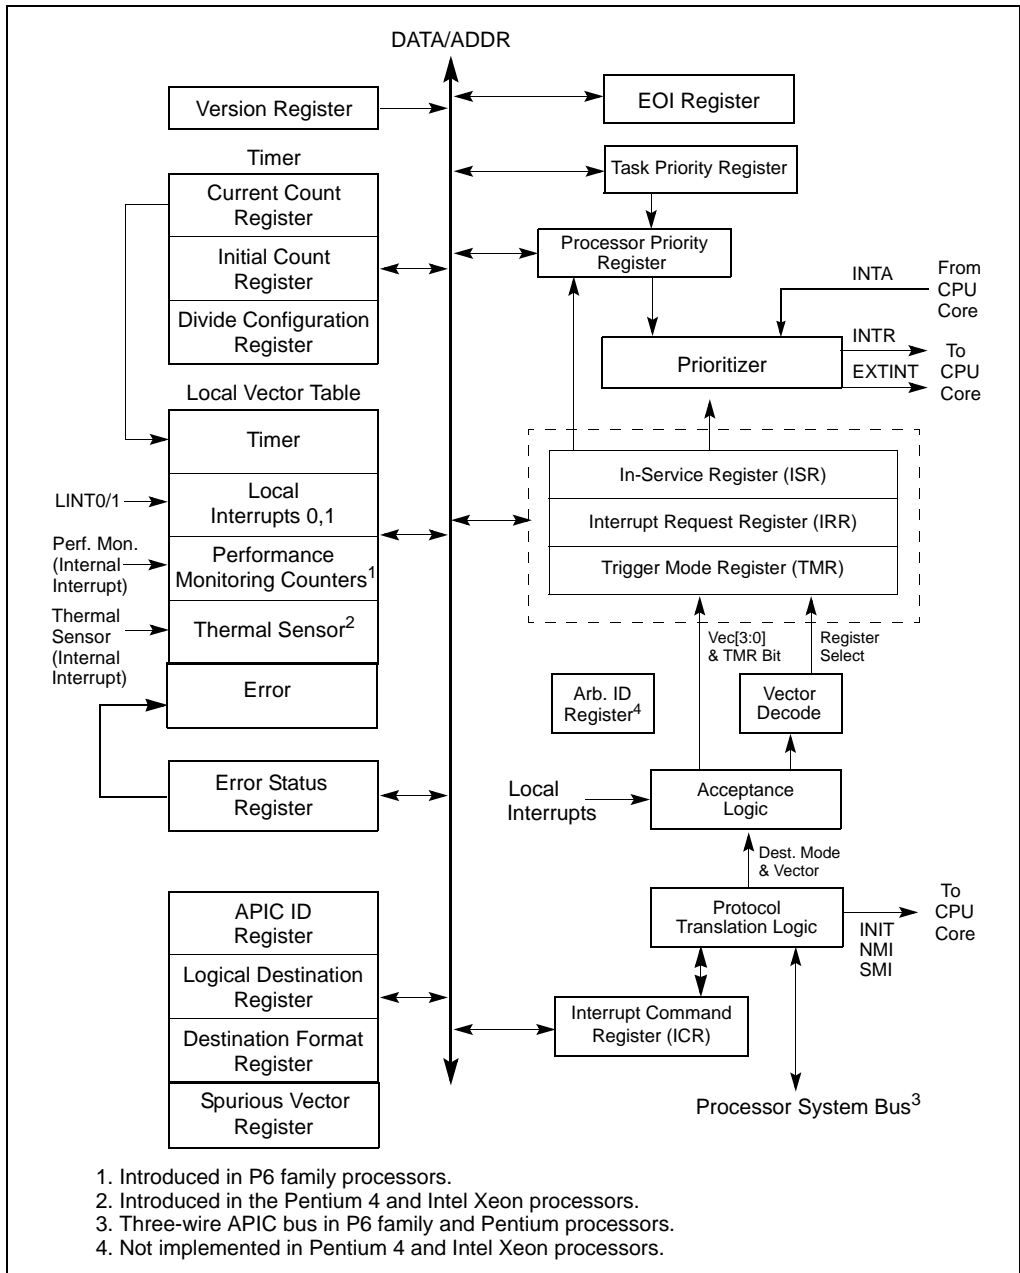 DATA/ADDR
Version Register
EOI Register
Timer
Task Priority Register
Current Count
Register
Initial Count
Register
Divide Configuration
Register
Processor Priority
Register
INTA
From
CPU
Core
Prioritizer
INTR
EXTINT
To
CPU
Core
Local Vector Table
Timer
Local
Interrupts 0,1
Performance
Monitoring Counters1
Thermal Sensor2
Error
LINT0/1
Perf. Mon.
(Internal
Interrupt)
Thermal
Sensor
(Internal
Interrupt)
In-Service Register (ISR)
Interrupt Request Register (IRR)
Trigger Mode Register (TMR)
Vec[3:0]
& TMR Bit
Register
Select
Arb. ID
Register4
Vector
Decode
Error Status
Register
Local
Interrupts
Acceptance
Logic
Dest. Mode
& Vector
Protocol
Translation Logic
INIT
NMI
SMI
To
CPU
Core
APIC ID
Register
Logical Destination
Register
Destination Format
Register
Spurious Vector
Register
Interrupt Command
Register (ICR)
Processor System Bus3
1. Introduced in P6 family processors.
2. Introduced in the Pentium 4 and Intel Xeon processors.
3. Three-wire APIC bus in P6 family and Pentium processors.
4. Not implemented in Pentium 4 and Intel Xeon processors.